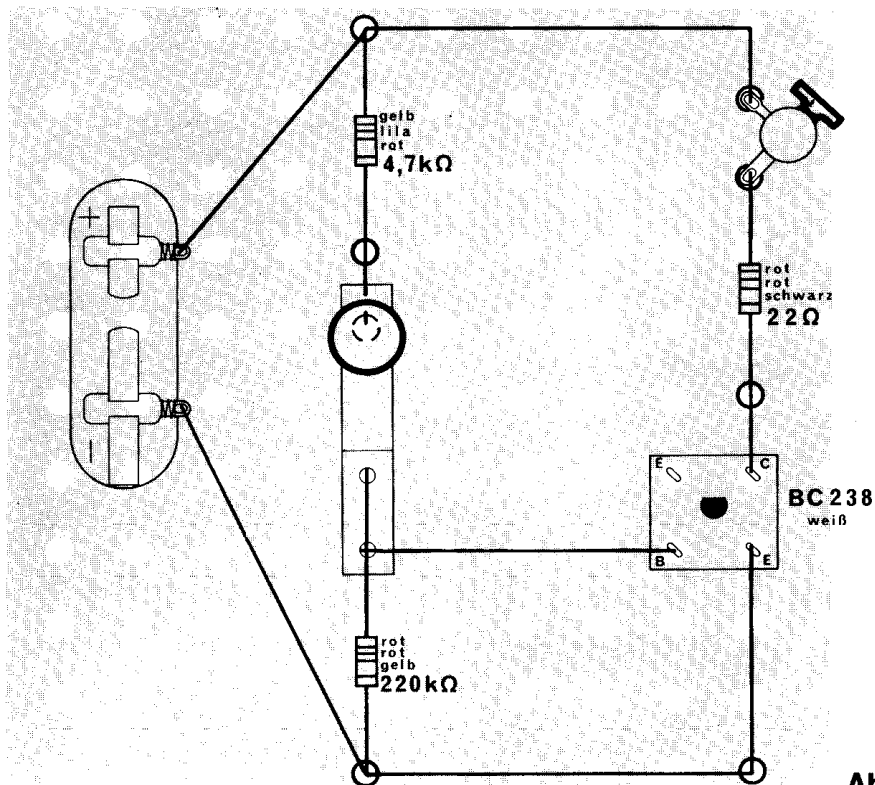 gelb
lila
rot
4,7kΩ
+
rot
rot
schwarz
22Ω
–
E
C
BC 238
weiß
B
E
rot
rot
gelb
220kΩ